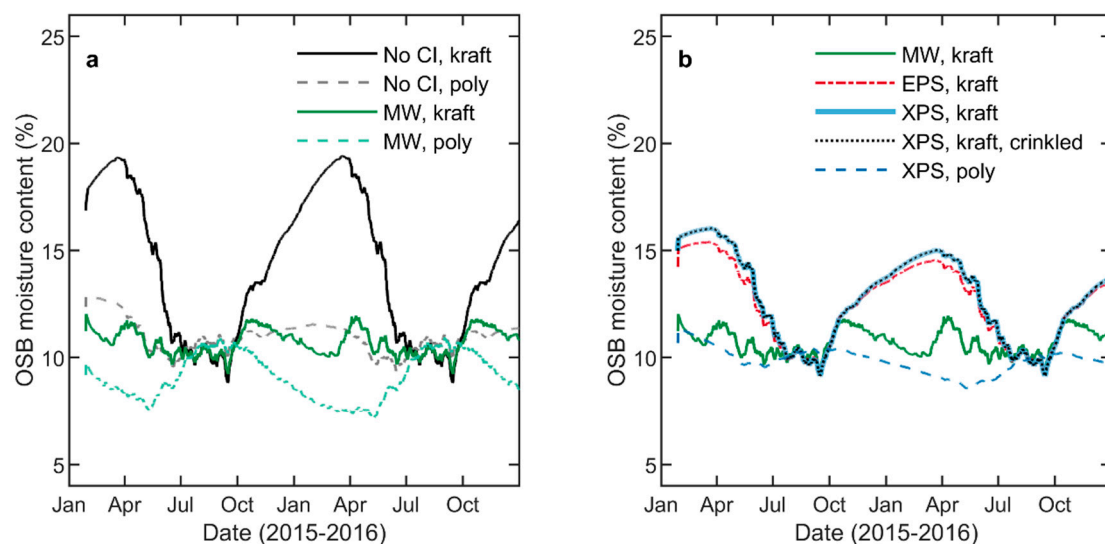 a
No CI, kraft
No CI, poly
MW, kraft
MW, poly
OSB moisture content (%)
25
20
15
10
5
Jan Apr Jul Oct Jan Apr Jul Oct
Date (2015-2016)
b
MW, kraft
EPS, kraft
XPS, kraft
XPS, kraft, crinkled
XPS, poly
OSB moisture content (%)
25
20
15
10
5
Jan Apr Jul Oct Jan Apr Jul Oct
Date (2015-2016)